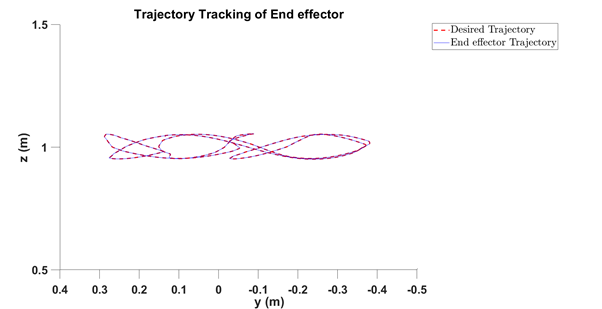 Trajectory Tracking of End effector
Desired Trajectory
End effector Trajectory
1.5
1
0.5
z (m)
0.4 0.3 0.2 0.1 0 -0.1 -0.2 -0.3 -0.4 -0.5
y (m)